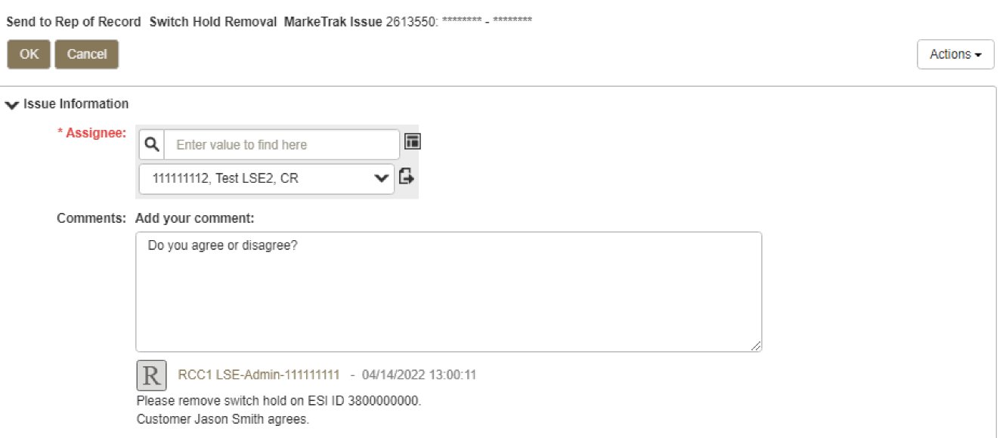 Send to Rep of Record Switch Hold Removal MarkeTrak Issue 2613550: ******** - ********
OK Cancel Actions
Issue Information
* Assignee:
Enter value to find here
111111112, Test LSE2, CR
Comments: Add your comment:
Do you agree or disagree?
R RCC1 LSE-Admin-111111111 - 04/14/2022 13:00:11
Please remove switch hold on ESI ID 3800000000.
Customer Jason Smith agrees.